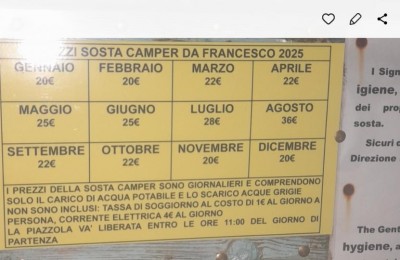 ZZI SOSTA CAMPER DA FRANCESCO 2025
GENNAIO FEBBRAIO MARZO APRILE
20€ 20€ 22€ 22€
MAGGIO GIUGNO LUGLIO AGOSTO
25€ 25€ 28€ 36€
SETTEMBRE OTTOBRE NOVEMBRE DICEMBRE
22€ 22€ 20€ 20€
I PREZZI DELLA SOSTA CAMPER SONO GIORNALIERI E COMPRENDONO
SOLO IL CARICO DI ACQUA POTABILE E LO SCARICO ACQUE GRIGIE
NON SONO INCLUSI: TASSA DI SOGGIORNO AL COSTO DI 1€ AL GIORNO A
PERSONA, CORRENTE ELETTRICA 4€ AL GIORNO
LA PIAZZOLA VA' LIBERATA ENTRO LE ORE 11:00 DEL GIORNO DI
PARTENZA
I Sign
igiene,
dei prop
sosta.
Sicuri d
Direzione
The Gent
hygiene, a